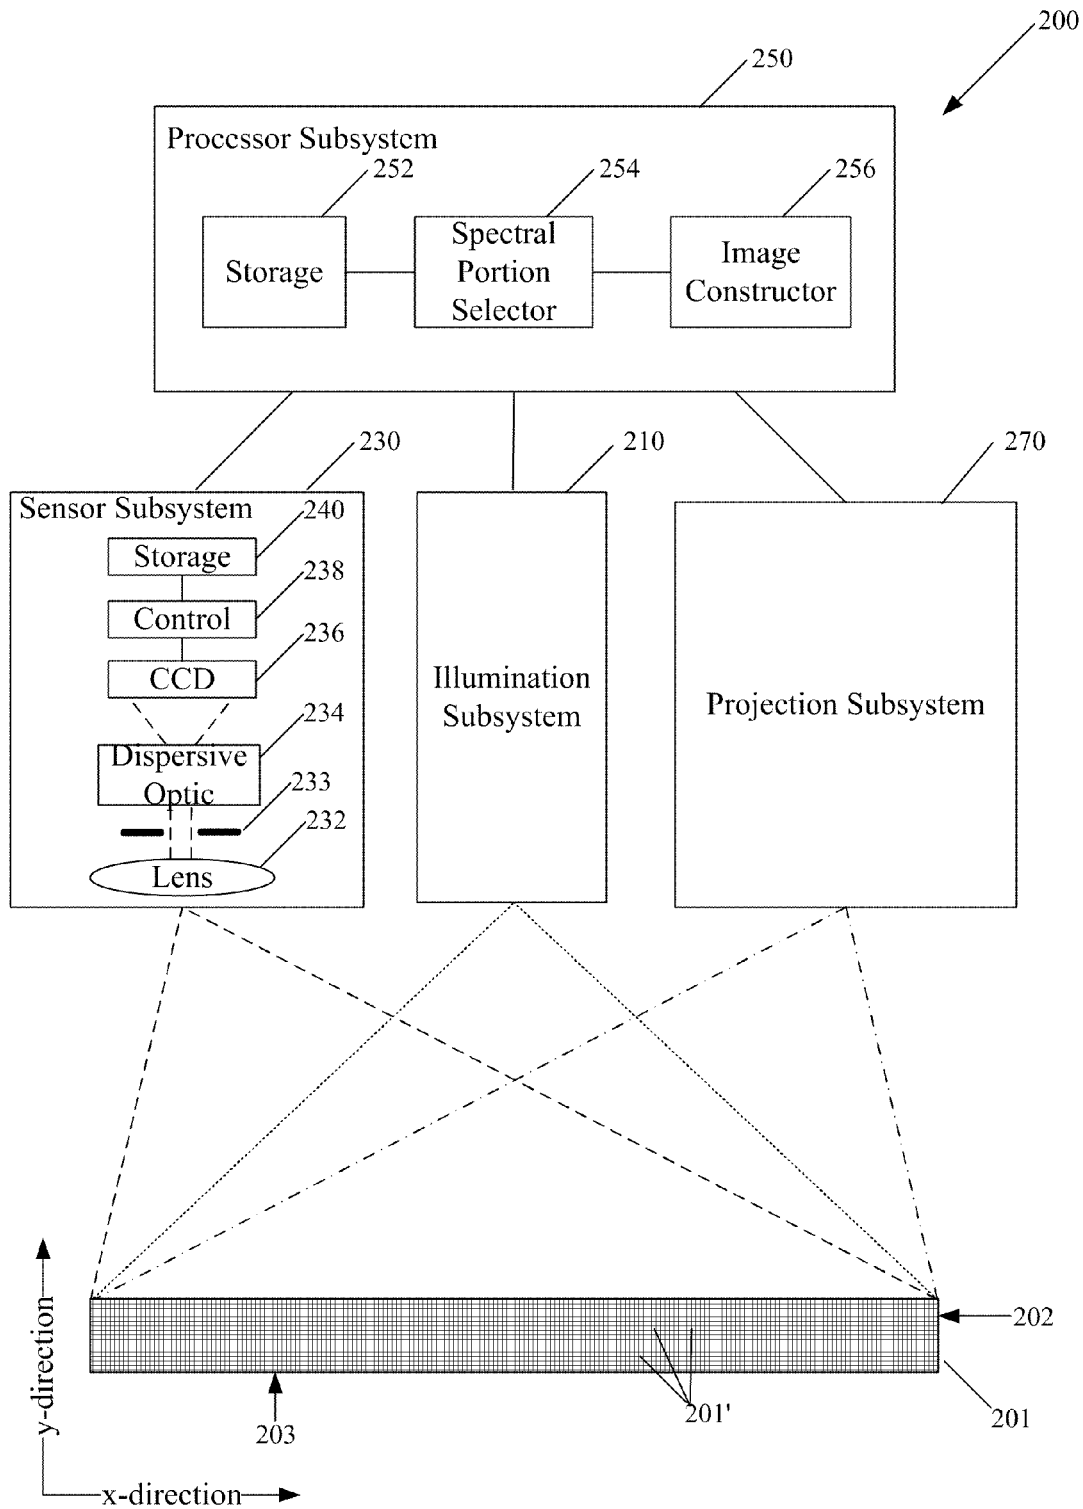 200
250
Processor Subsystem
252
254
256
Storage
Spectral
Portion
Selector
Image
Constructor
230
210
270
Sensor Subsystem
240
Storage
238
Control
236
CCD
234
Dispersive
Optic
233
232
Lens
Illumination
Subsystem
Projection Subsystem
202
201
201'
203
y-direction
x-direction